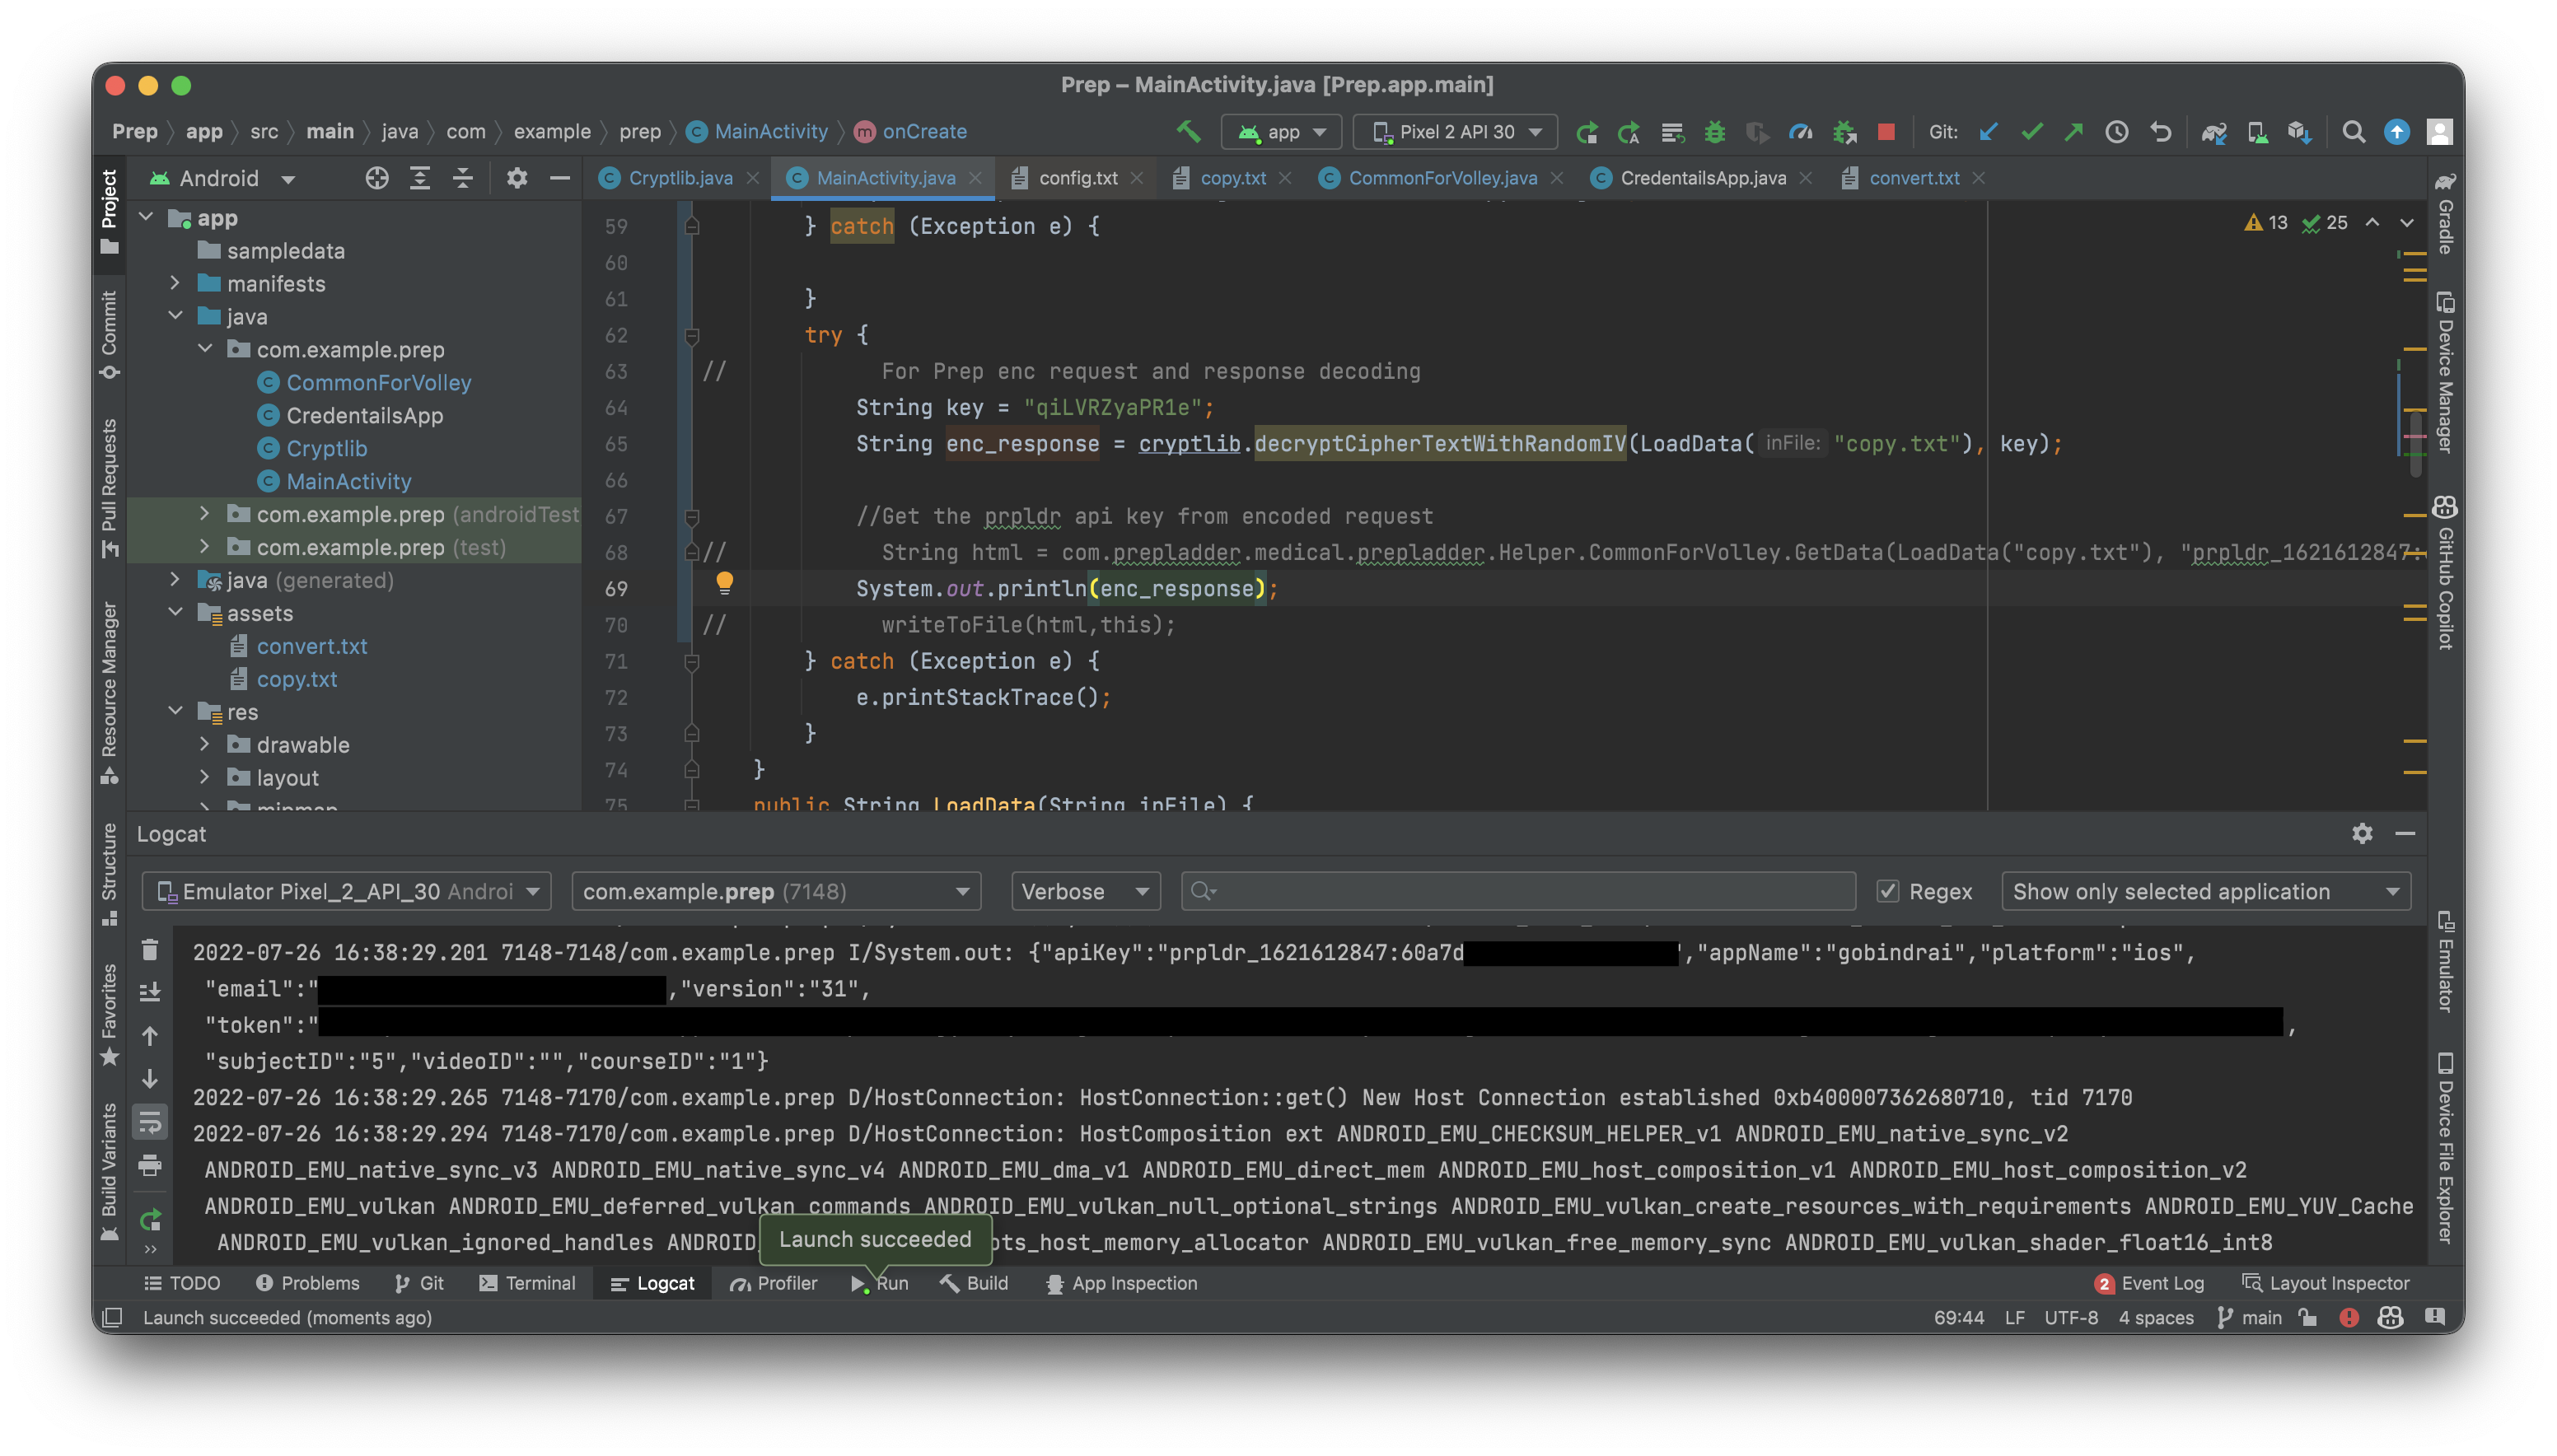 Prep – MainActivity.java [Prep.app.main]
Prep app src main java com example prep MainActivity onCreate app Pixel 2 API 30 Git:
Project
Commit
Pull Requests
Resource Manager
Structure
Favorites
Build Variants
Android
app
sampledata
manifests
java
com.example.prep
CommonForVolley
CredentailsApp
Cryptlib
MainActivity
com.example.prep (androidTest
com.example.prep (test)
java (generated)
assets
convert.txt
copy.txt
res
drawable
layout
mipmap
Cryptlib.java MainActivity.java config.txt copy.txt CommonForVolley.java CredentailsApp.java convert.txt
13 25
59 } catch (Exception e) {
60
61 }
62 try {
63 // For Prep enc request and response decoding
64 String key = "qiLVRZyaPR1e";
65 String enc_response = cryptlib.decryptCipherTextWithRandomIV(LoadData( inFile: "copy.txt"), key);
66
67 //Get the prpldr api key from encoded request
68 // String html = com.prepladder.medical.prepladder.Helper.CommonForVolley.GetData(LoadData("copy.txt"), "prpldr_1621612847:
69 System.out.println(enc_response);
70 // writeToFile(html,this);
71 } catch (Exception e) {
72 e.printStackTrace();
73 }
74 }
75 public String LoadData(String inFile) {
Gradle
Device Manager
GitHub Copilot
Emulator
Device File Explorer
Logcat
Emulator Pixel_2_API_30 Androi com.example.prep (7148) Verbose Regex Show only selected application
2022-07-26 16:38:29.201 7148-7148/com.example.prep I/System.out: {"apiKey":"prpldr_1621612847:60a7d ","appName":"gobindrai","platform":"ios",
"email":" ,"version":"31",
"token":" ,
"subjectID":"5","videoID":"","courseID":"1"}
2022-07-26 16:38:29.265 7148-7170/com.example.prep D/HostConnection: HostConnection::get() New Host Connection established 0xb400007362680710, tid 7170
2022-07-26 16:38:29.294 7148-7170/com.example.prep D/HostConnection: HostComposition ext ANDROID_EMU_CHECKSUM_HELPER_v1 ANDROID_EMU_native_sync_v2
ANDROID_EMU_native_sync_v3 ANDROID_EMU_native_sync_v4 ANDROID_EMU_dma_v1 ANDROID_EMU_direct_mem ANDROID_EMU_host_composition_v1 ANDROID_EMU_host_composition_v2
ANDROID_EMU_vulkan ANDROID_EMU_deferred_vulkan_commands ANDROID_EMU_vulkan_null_optional_strings ANDROID_EMU_vulkan_create_resources_with_requirements ANDROID_EMU_YUV_Cache
ANDROID_EMU_vulkan_ignored_handles ANDROID_ pts_host_memory_allocator ANDROID_EMU_vulkan_free_memory_sync ANDROID_EMU_vulkan_shader_float16_int8
Launch succeeded
TODO Problems Git Terminal Logcat Profiler Run Build App Inspection 2 Event Log Layout Inspector
Launch succeeded (moments ago) 69:44 LF UTF-8 4 spaces main